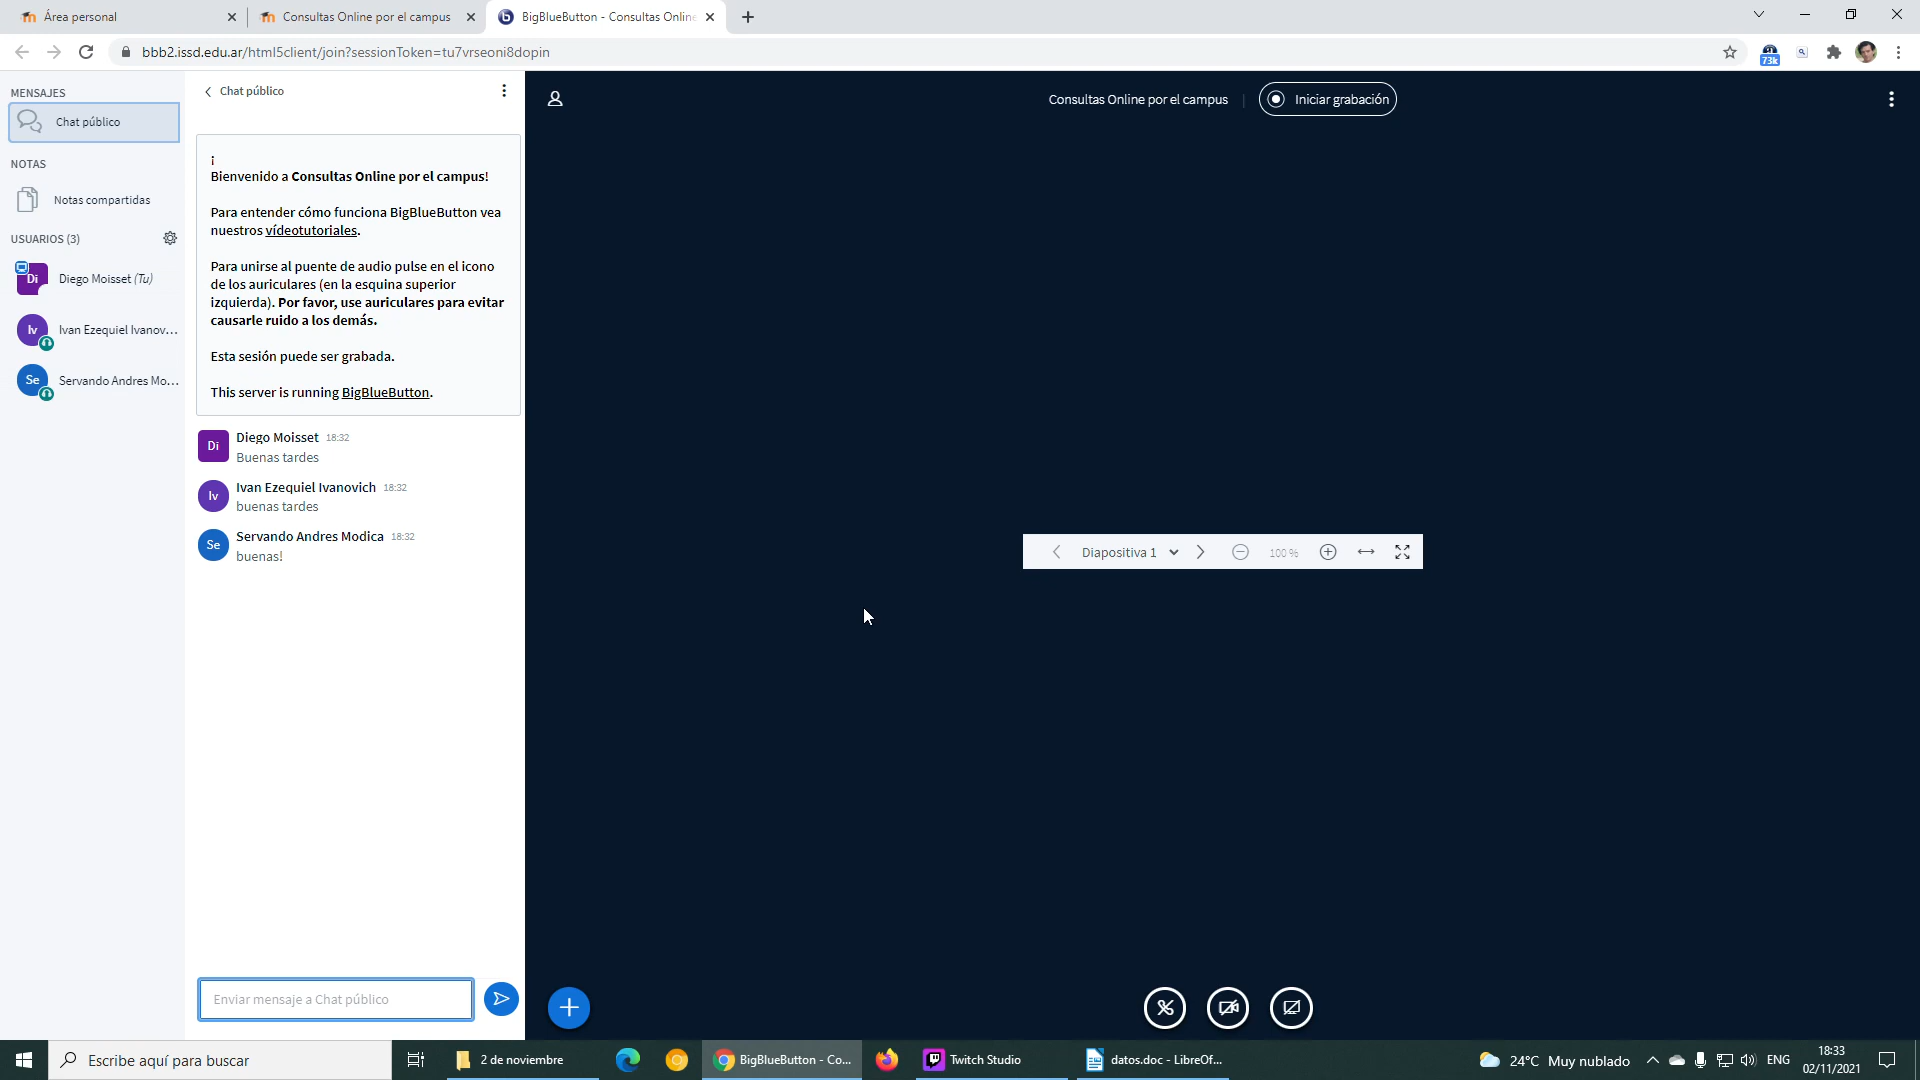 Área personal
Consultas Online por el campus
BigBlueButton - Consultas Online
bbb2.issd.edu.ar/html5client/join?sessionToken=tu7vrseoni8dopin
73k
MENSAJES
Chat público
NOTAS
Notas compartidas
USUARIOS (3)
Di
Diego Moisset (Tu)
Iv
Ivan Ezequiel Ivanov...
Se
Servando Andres Mo...
Chat público
¡
Bienvenido a Consultas Online por el campus!
Para entender cómo funciona BigBlueButton vea
nuestros vídeotutoriales.
Para unirse al puente de audio pulse en el icono
de los auriculares (en la esquina superior
izquierda). Por favor, use auriculares para evitar
causarle ruido a los demás.
Esta sesión puede ser grabada.
This server is running BigBlueButton.
Di
Diego Moisset 18:32
Buenas tardes
Iv
Ivan Ezequiel Ivanovich 18:32
buenas tardes
Se
Servando Andres Modica 18:32
buenas!
Enviar mensaje a Chat público
Consultas Online por el campus
Iniciar grabación
Diapositiva 1
100 %
Escribe aquí para buscar
2 de noviembre
BigBlueButton - Co...
Twitch Studio
datos.doc - LibreOf...
24°C Muy nublado
ENG
18:33
02/11/2021